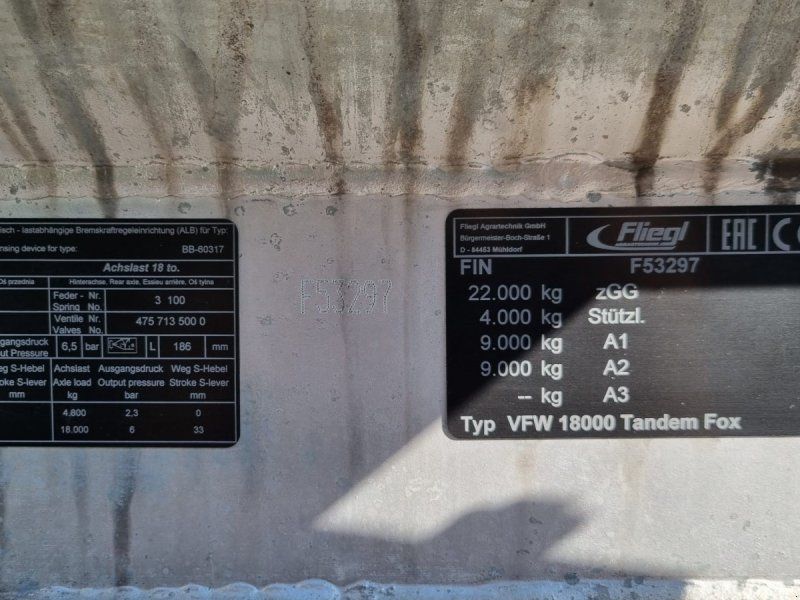 isch - lastabhängige Bremskraftregeleinrichtung (ALB) für Typ:
nsing device for type: BB-60317
Achslast 18 to.
Oś przednia Hinterachse, Rear axle, Essieu arrière, Oś tylna
Feder - Nr. 3 100
Spring No.
Ventile Nr. 475 713 500 0
Valves No.
gangsdruck 6,5 bar L 186 mm
ut Pressure
g S-Hebel Achslast Ausgangsdruck Weg S-Hebel
oke S-lever Axle load Output pressure Stroke S-lever
mm kg bar mm
4.800 2,3 0
18.000 6 33
F53297
Fliegl Agrartechnik GmbH
Bürgermeister-Boch-Straße 1
D - 84453 Mühldorf
Fliegl
AGRARTECHNIK
EAC CE
FIN F53297
22.000 kg zGG
4.000 kg Stützl.
9.000 kg A1
9.000 kg A2
-- kg A3
Typ VFW 18000 Tandem Fox